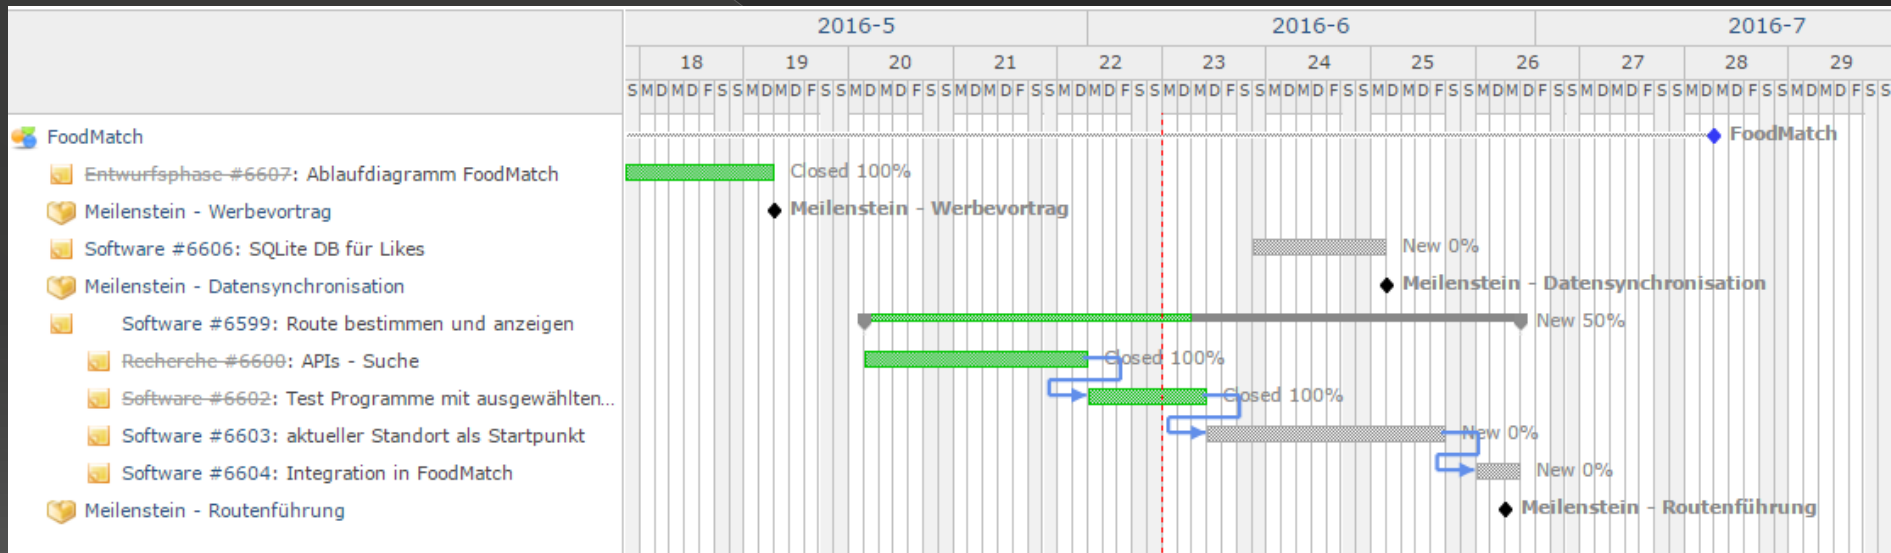 2016-5 2016-6 2016-7
18 19 20 21 22 23 24 25 26 27 28 29
S M D M D F S S M D M D F S S M D M D F S S M D M D F S S M D M D F S S M D M D F S S M D M D F S S M D M D F S S M D M D F S S M D M D F S S M D M D F S S M D M D F S S
FoodMatch FoodMatch
Entwurfsphase #6607: Ablaufdiagramm FoodMatch Closed 100%
Meilenstein - Werbevortrag Meilenstein - Werbevortrag
Software #6606: SQLite DB für Likes New 0%
Meilenstein - Datensynchronisation Meilenstein - Datensynchronisation
Software #6599: Route bestimmen und anzeigen New 50%
Recherche #6600: APIs - Suche Closed 100%
Software #6602: Test Programme mit ausgewählten... Closed 100%
Software #6603: aktueller Standort als Startpunkt New 0%
Software #6604: Integration in FoodMatch New 0%
Meilenstein - Routenführung Meilenstein - Routenführung